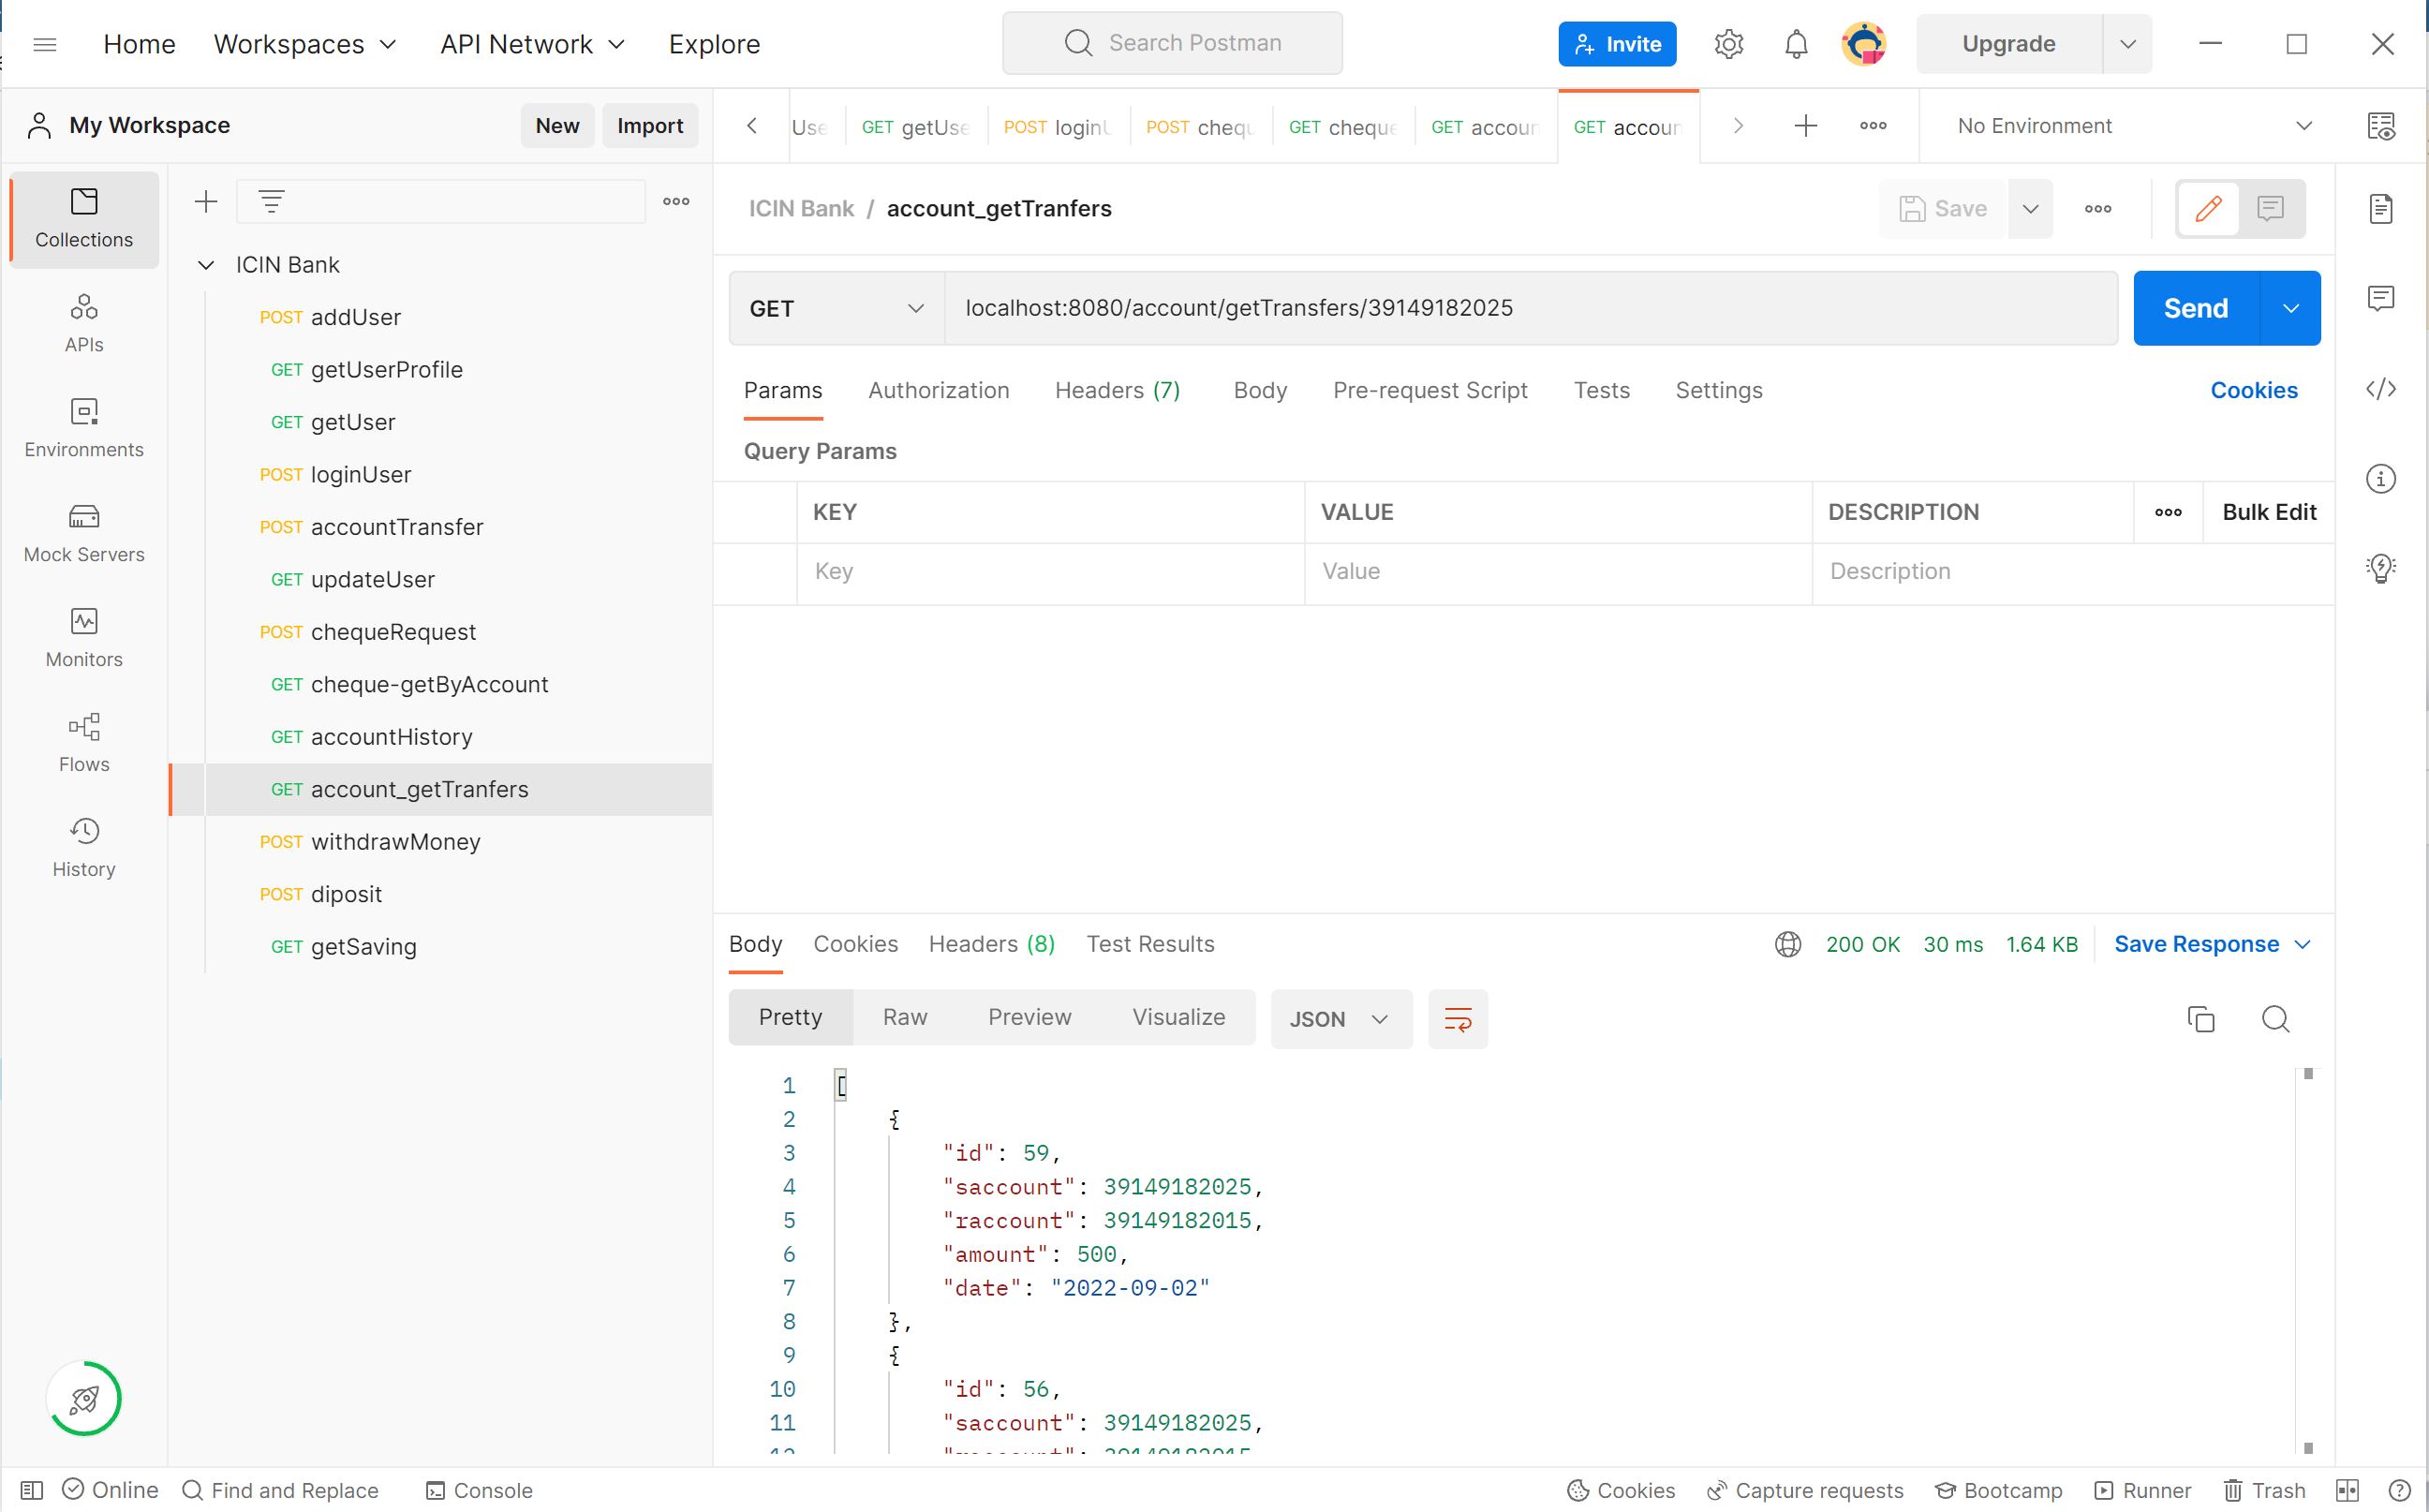 Home Workspaces API Network Explore Search Postman Invite Upgrade
My Workspace New Import
Use GET getUse POST loginU POST chequ GET cheque GET accoun GET accour No Environment
Collections
APIs
Environments
Mock Servers
Monitors
Flows
History
ICIN Bank
POST addUser
GET getUserProfile
GET getUser
POST loginUser
POST accountTransfer
GET updateUser
POST chequeRequest
GET cheque-getByAccount
GET accountHistory
GET account_getTranfers
POST withdrawMoney
POST diposit
GET getSaving
ICIN Bank / account_getTranfers Save
GET localhost:8080/account/getTransfers/39149182025 Send
Params Authorization Headers (7) Body Pre-request Script Tests Settings Cookies
Query Params
KEY VALUE DESCRIPTION Bulk Edit
Key Value Description
Body Cookies Headers (8) Test Results 200 OK 30 ms 1.64 KB Save Response
Pretty Raw Preview Visualize JSON
1 [
2 {
3 "id": 59,
4 "saccount": 39149182025,
5 "raccount": 39149182015,
6 "amount": 500,
7 "date": "2022-09-02"
8 },
9 {
10 "id": 56,
11 "saccount": 39149182025,
12 "raccount": 39149182015
Online Find and Replace Console Cookies Capture requests Bootcamp Runner Trash